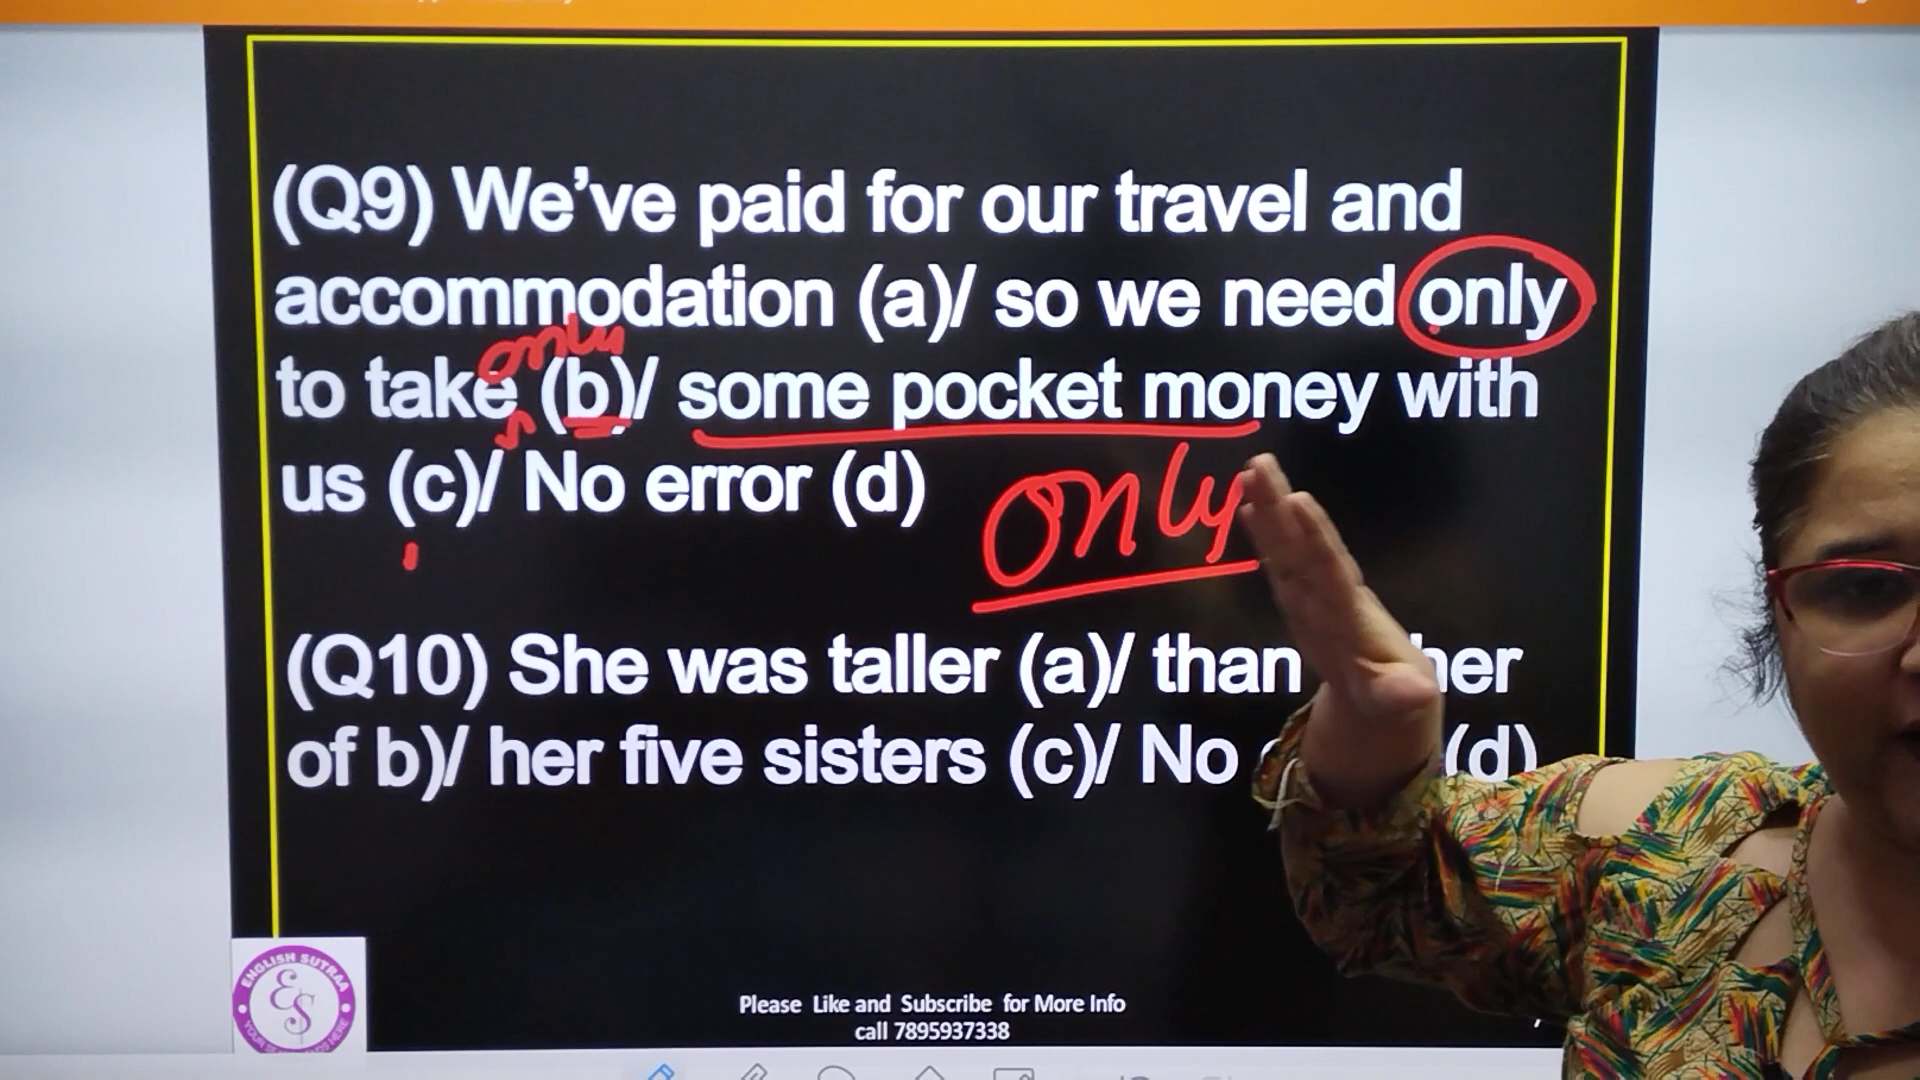 (Q9) We've paid for our travel and
accommodation (a)/ so we need only
only
to take (b)/ some pocket money with
us (c)/ No error (d)
only
(Q10) She was taller (a)/ than
of b)/ her five sisters (c)/ No (d)
ENGLISH SUTRA
ES
Please Like and Subscribe for More Info
call 7895937338